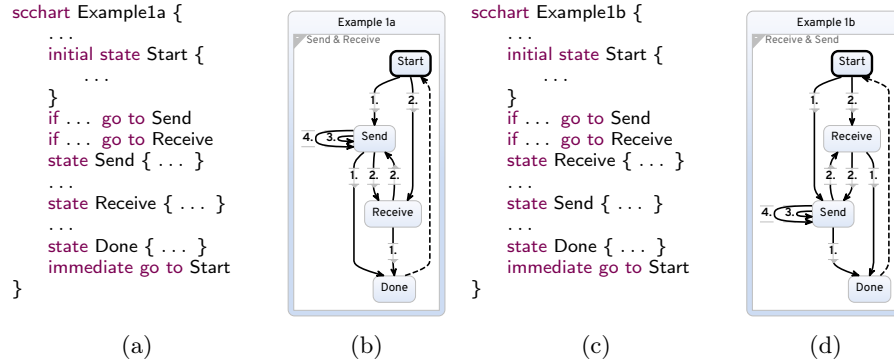 scchart Example1a {
. . .
initial state Start {
. . .
}
if ... go to Send
if ... go to Receive
state Send { ... }
. . .
state Receive { ... }
. . .
state Done { ... }
immediate go to Start
}
(a)
Example 1a
Send & Receive
Start
1. 2.
4. 3. Send
1. 2. 2.
Receive
1.
Done
(b)
scchart Example1b {
. . .
initial state Start {
. . .
}
if ... go to Send
if ... go to Receive
state Receive { ... }
. . .
state Send { ... }
. . .
state Done { ... }
immediate go to Start
}
(c)
Example 1b
Receive & Send
Start
1. 2.
Receive
2. 2. 1.
4. 3. Send
1.
Done
(d)